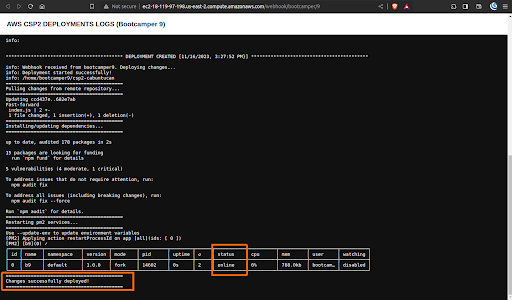 Not secure ec2-18-119-97-198.us-east-2.compute.amazonaws.com/webhook/bootcamper/9
AWS CSP2 DEPLOYMENTS LOGS (Bootcamper 9)
info:
****************************************** DEPLOYMENT CREATED [11/16/2023, 3:27:52 PM] ******************************************
info: Webhook received from bootcamper9. Deploying changes...
info: Deployment started successfully!
info: /home/bootcamper9/csp2-cabuntucan
==========================================
Pulling changes from remote repository...
==========================================
Updating ccd437e..682e7ab
Fast-forward
index.js | 2 +-
1 file changed, 1 insertion(+), 1 deletion(-)
==========================================
Installing/updating dependencies...
==========================================
up to date, audited 178 packages in 2s
15 packages are looking for funding
run `npm fund` for details
5 vulnerabilities (4 moderate, 1 critical)
To address issues that do not require attention, run:
npm audit fix
To address all issues (including breaking changes), run:
npm audit fix --force
Run `npm audit` for details.
==========================================
Restarting pm2 services...
==========================================
Use --update-env to update environment variables
[PM2] Applying action restartProcessId on app [all](ids: [ 0 ])
[PM2] [b9](0) ✓
id name namespace version mode pid uptime ↺ status cpu mem user watching
0 b9 default 1.0.0 fork 14602 0s 2 online 0% 788.0kb bootcam… disabled
==========================================
Changes successfully deployed!
==========================================